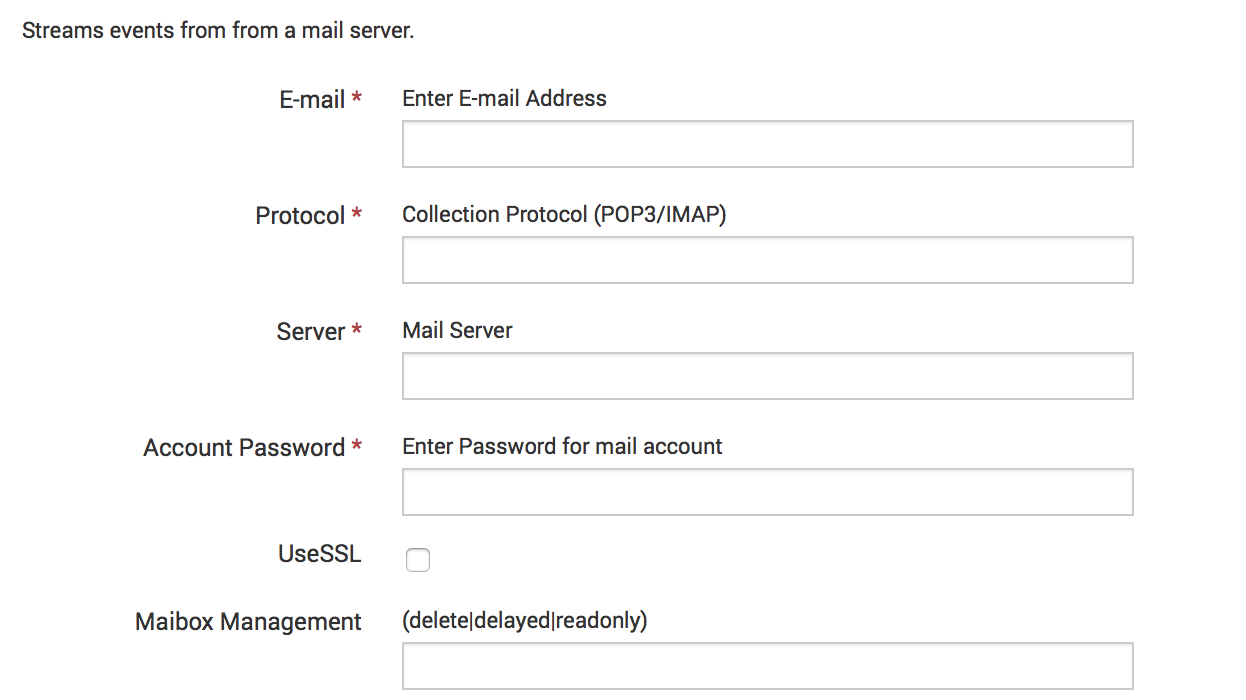 Streams events from from a mail server.
E-mail *
Enter E-mail Address
Protocol *
Collection Protocol (POP3/IMAP)
Server *
Mail Server
Account Password *
Enter Password for mail account
UseSSL
Maibox Management
(delete|delayed|readonly)